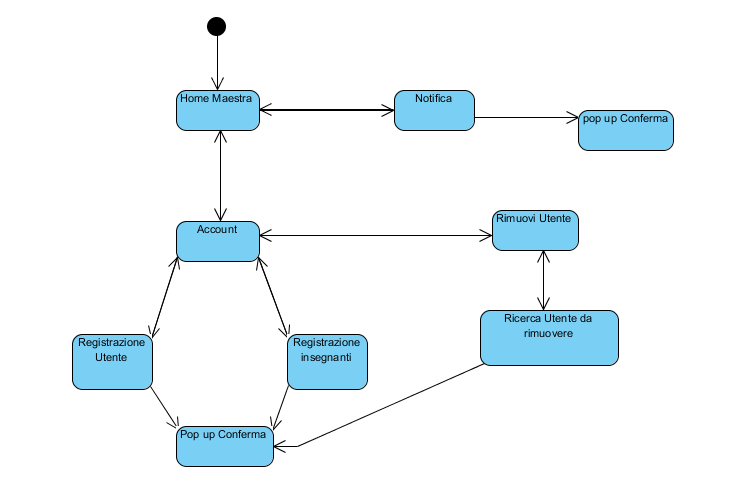 Home Maestra
Notifica
pop up Conferma
Account
Rimuovi Utente
Registrazione
Utente
Registrazione
insegnanti
Ricerca Utente da
rimuovere
Pop up Conferma